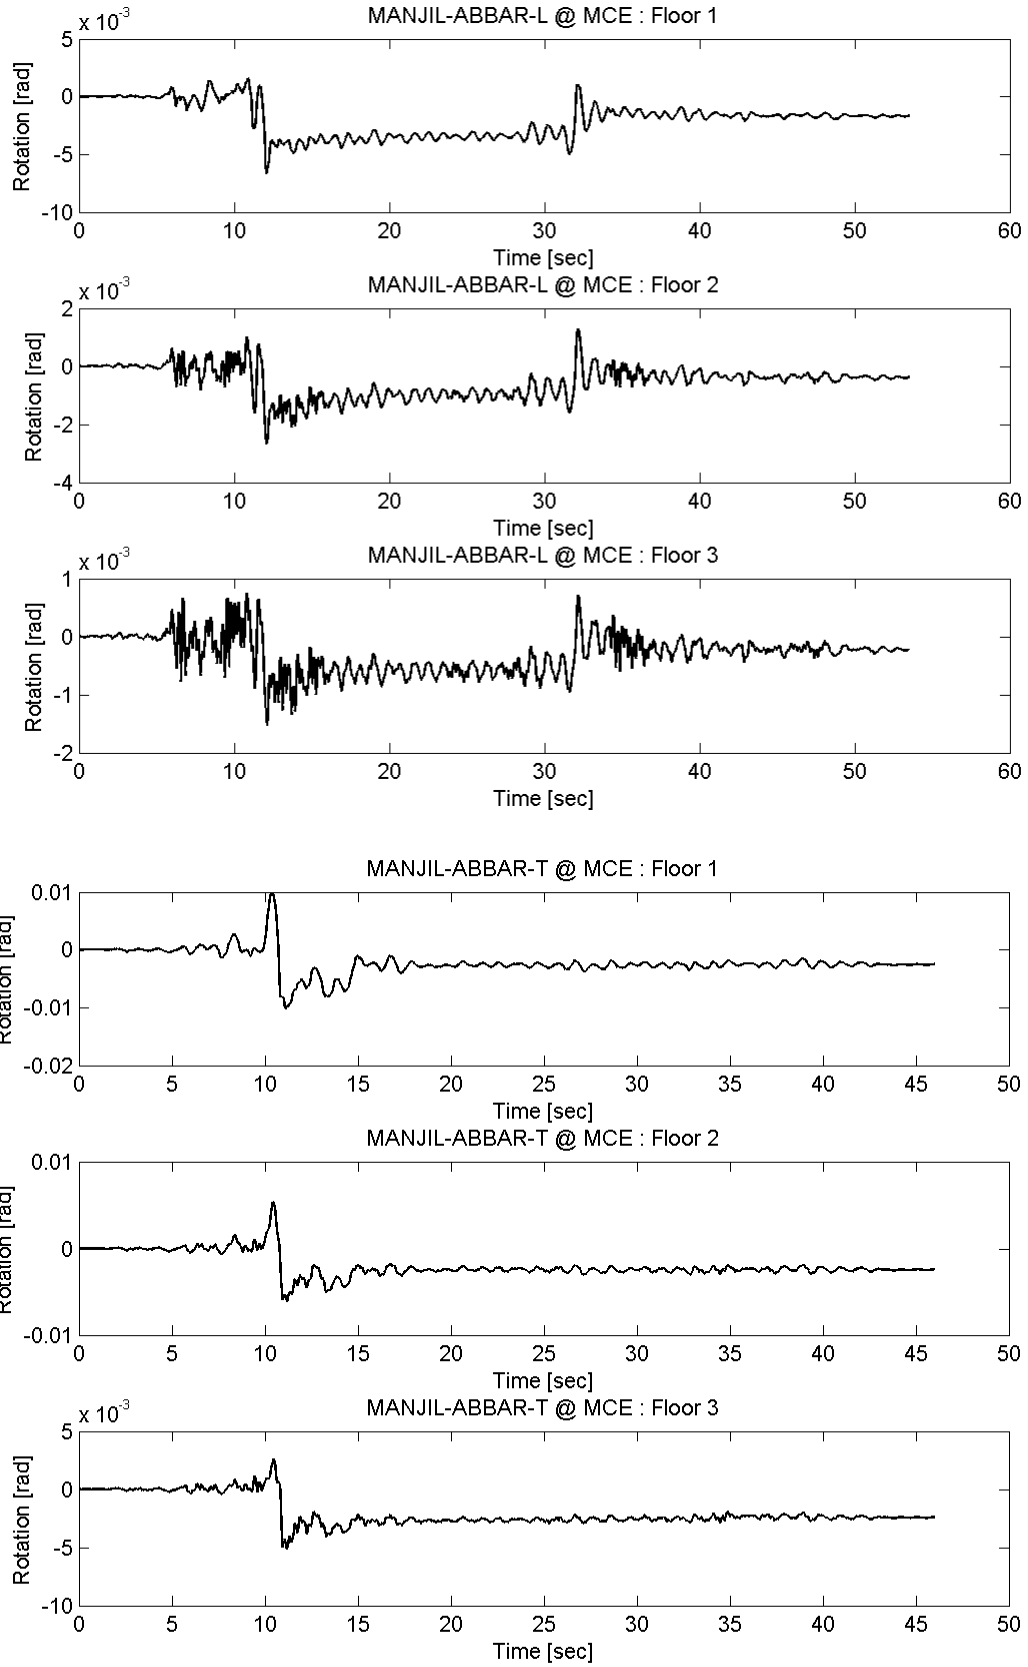 MANJIL-ABBAR-L @ MCE : Floor 1
x 10-3
5
0
-5
-10
Rotation [rad]
0 10 20 30 40 50 60
Time [sec]
MANJIL-ABBAR-L @ MCE : Floor 2
x 10-3
2
0
-2
-4
Rotation [rad]
0 10 20 30 40 50 60
Time [sec]
MANJIL-ABBAR-L @ MCE : Floor 3
x 10-3
1
0
-1
-2
Rotation [rad]
0 10 20 30 40 50 60
Time [sec]
MANJIL-ABBAR-T @ MCE : Floor 1
0.01
0
-0.01
-0.02
Rotation [rad]
0 5 10 15 20 25 30 35 40 45 50
Time [sec]
MANJIL-ABBAR-T @ MCE : Floor 2
0.01
0
-0.01
Rotation [rad]
0 5 10 15 20 25 30 35 40 45 50
Time [sec]
MANJIL-ABBAR-T @ MCE : Floor 3
x 10-3
5
0
-5
-10
Rotation [rad]
0 5 10 15 20 25 30 35 40 45 50
Time [sec]